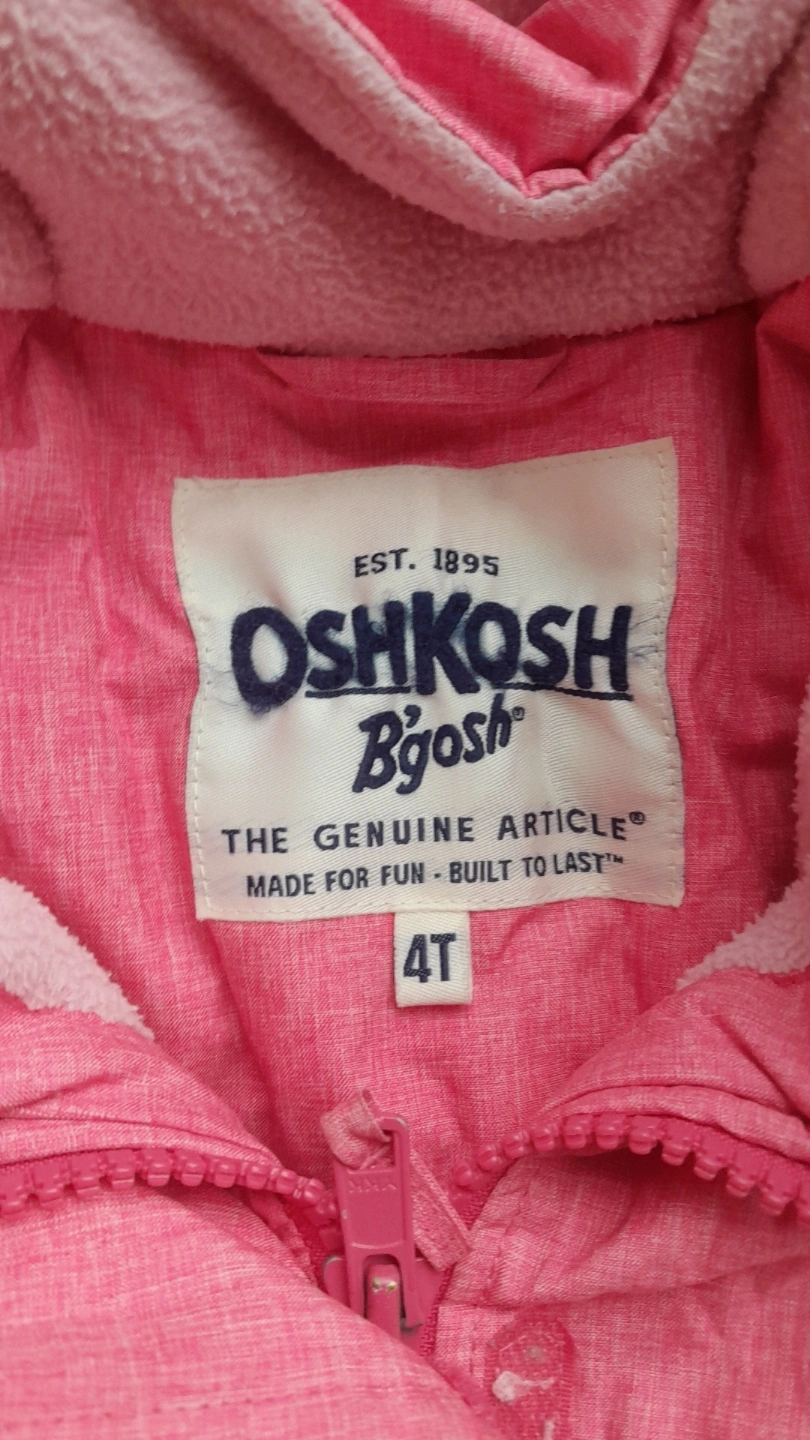 EST. 1895
OSHKOSH
B'gosh®
THE GENUINE ARTICLE®
MADE FOR FUN - BUILT TO LAST™
4T